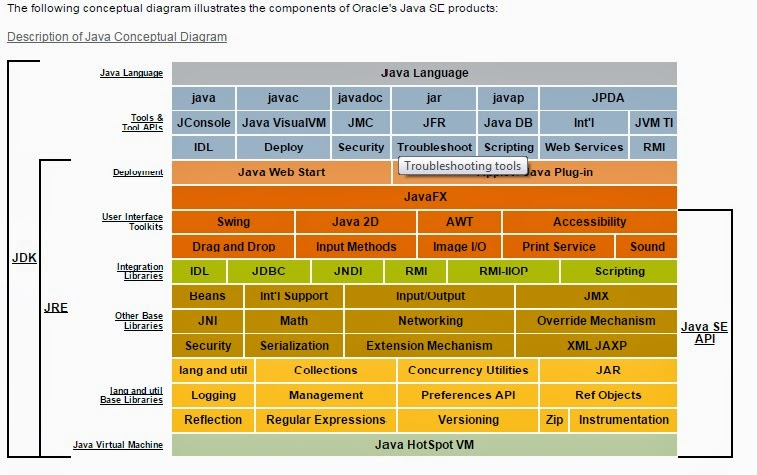 The following conceptual diagram illustrates the components of Oracle's Java SE products:
Description of Java Conceptual Diagram
Java Language Java Language
java javac javadoc jar javap JPDA
Tools &
Tool APIs
JConsole Java VisualVM JMC JFR Java DB Int'l JVM TI
IDL Deploy Security Troubleshoot Scripting Web Services RMI
Troubleshooting tools
Deployment Java Web Start Java Plug-in
JavaFX
User Interface
Toolkits
Swing Java 2D AWT Accessibility
Drag and Drop Input Methods Image I/O Print Service Sound
Integration
Libraries
IDL JDBC JNDI RMI RMI-IIOP Scripting
JDK
JRE
Beans Int'l Support Input/Output JMX
Other Base
Libraries
JNI Math Networking Override Mechanism
Security Serialization Extension Mechanism XML JAXP
Java SE
API
lang and util Collections Concurrency Utilities JAR
lang and util
Base Libraries
Logging Management Preferences API Ref Objects
Reflection Regular Expressions Versioning Zip Instrumentation
Java Virtual Machine Java HotSpot VM